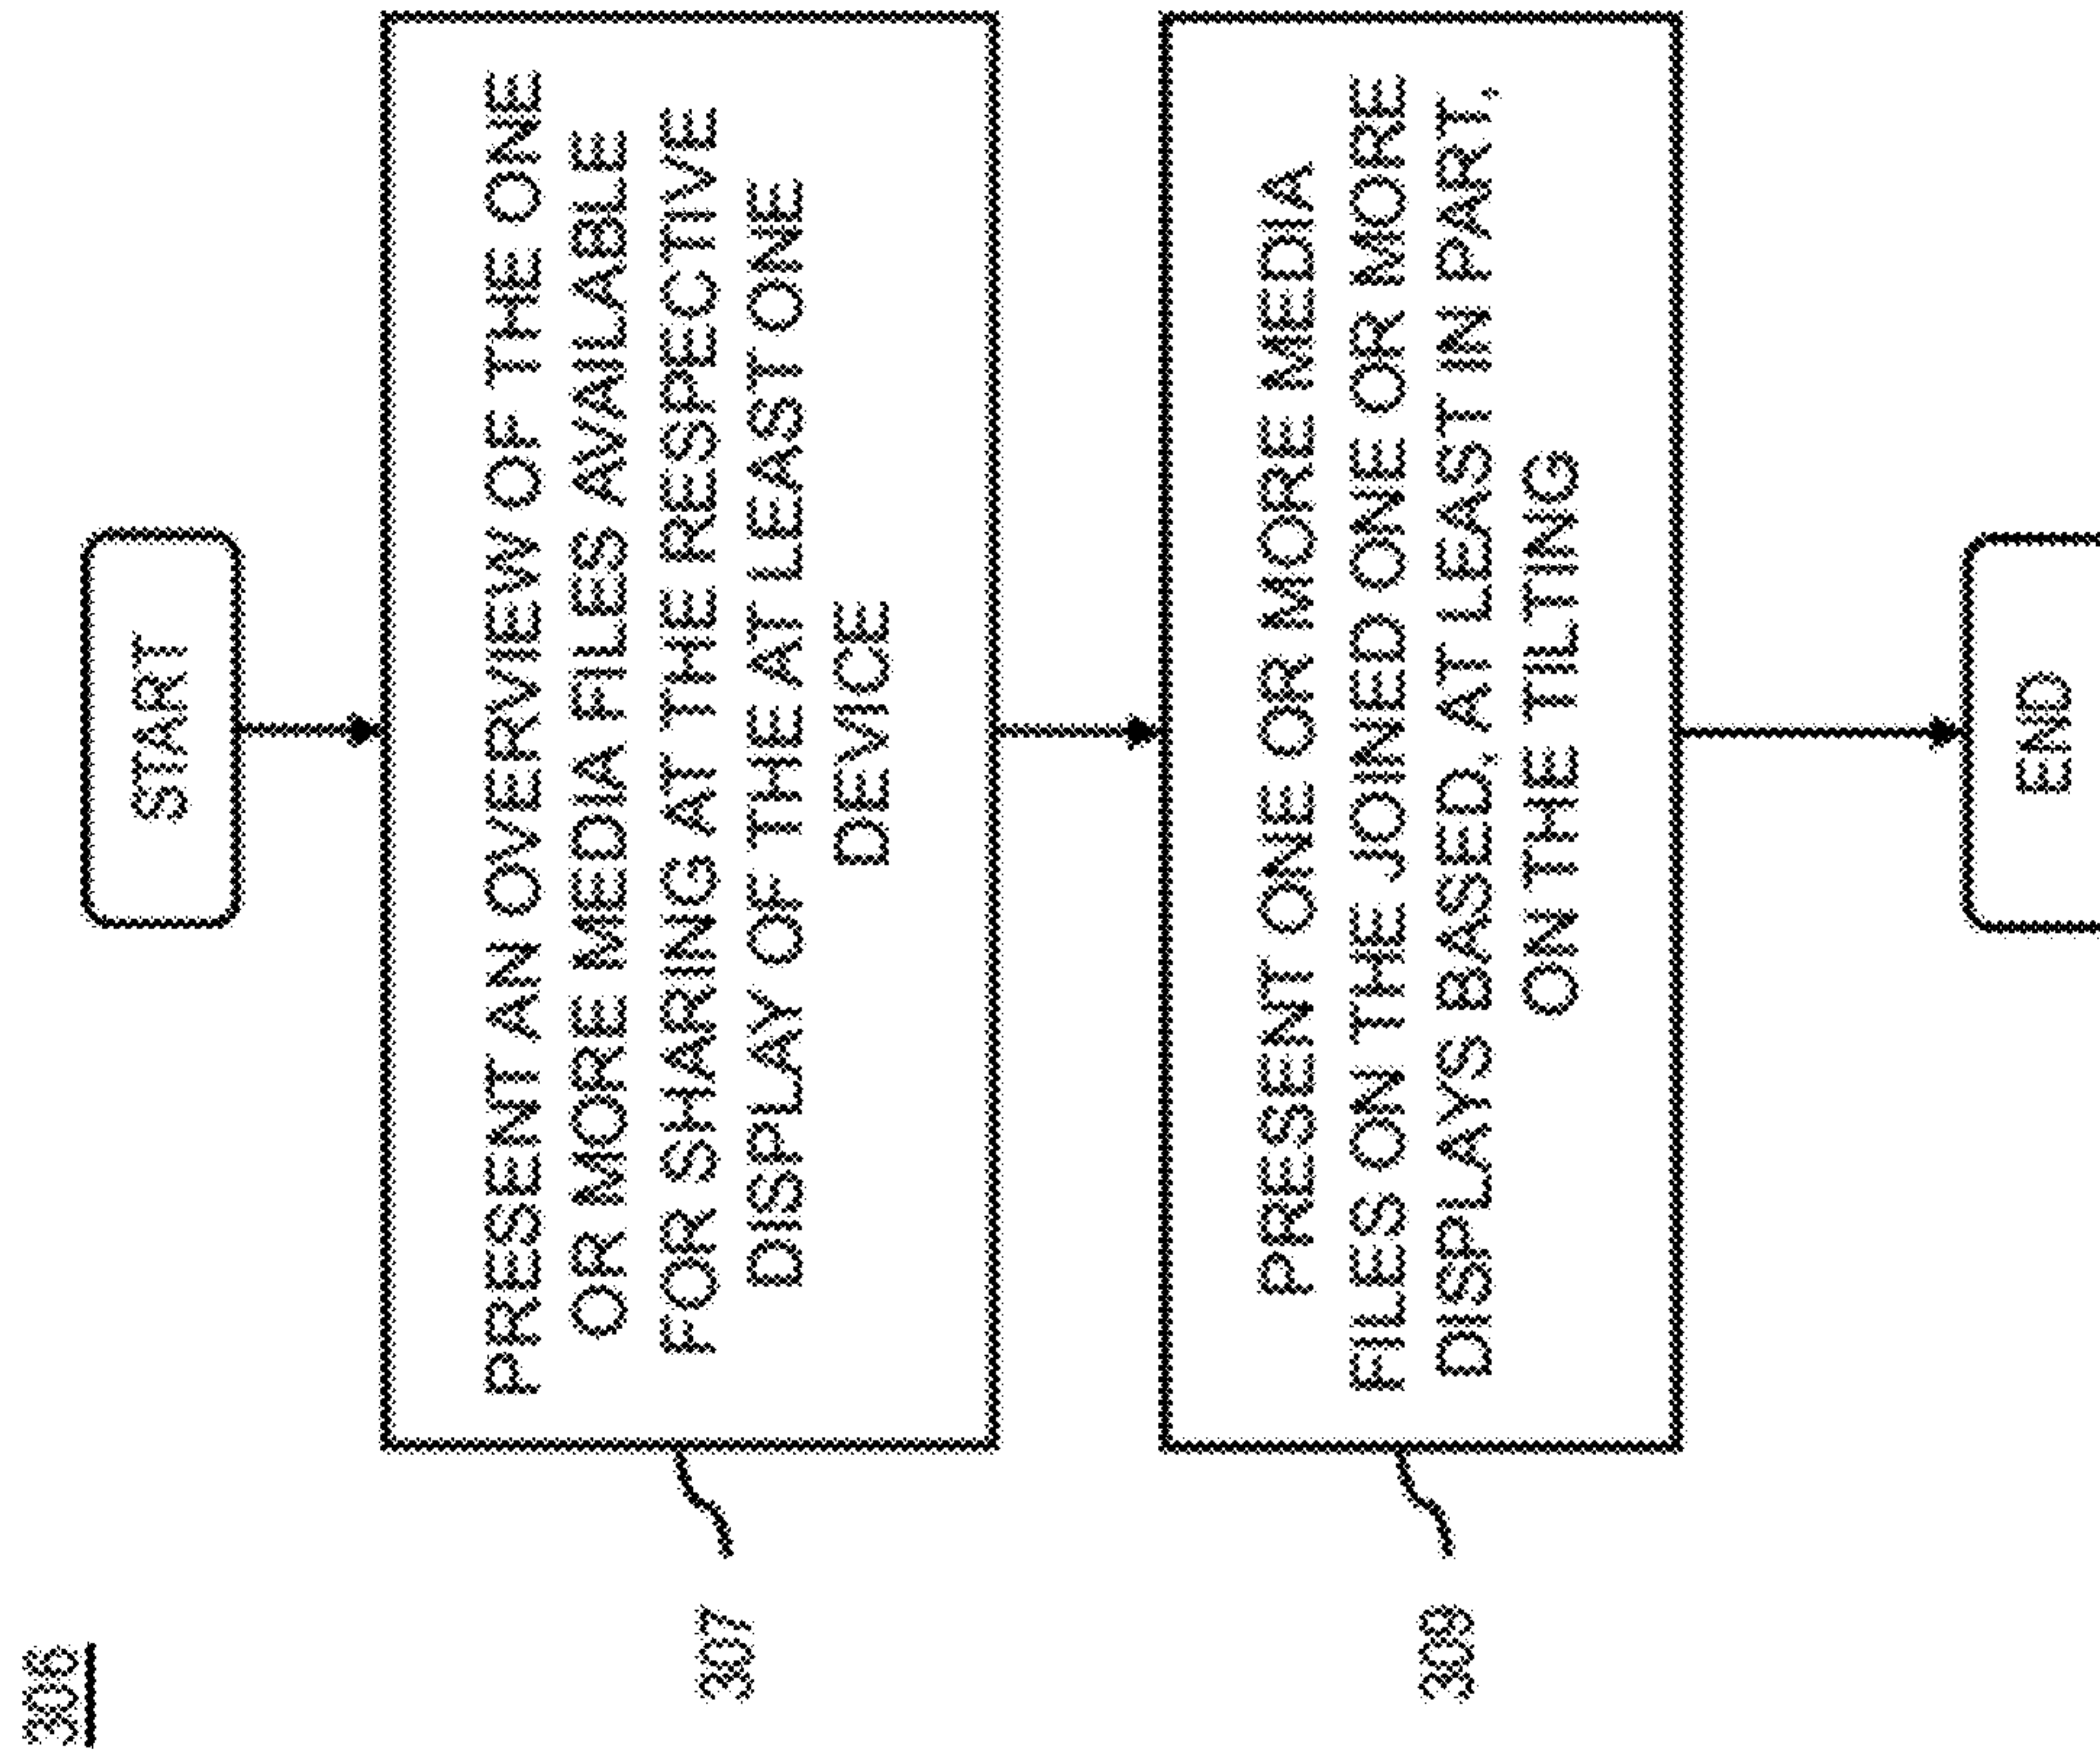 306
START
PRESENT AN OVERVIEW OF THE ONE
OR MORE MEDIA FILES AVAILABLE
FOR SHARING AT THE RESPECTIVE
DISPLAY OF THE AT LEAST ONE
DEVICE
307
PRESENT ONE OR MORE MEDIA
FILES ON THE JOINED ONE OR MORE
DISPLAYS BASED, AT LEAST IN PART,
ON THE TILTING
309
END